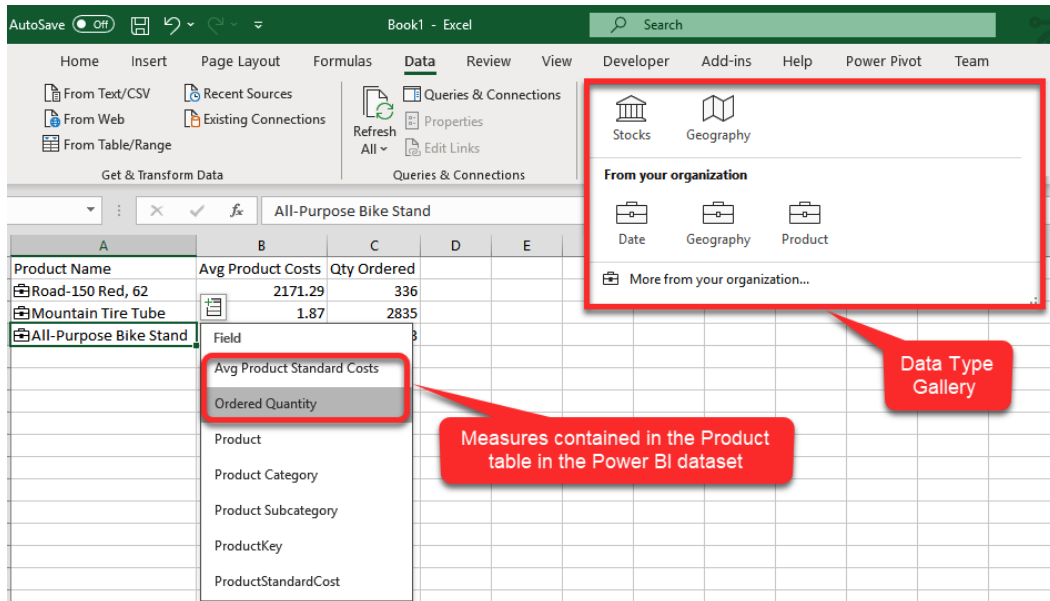 AutoSave Off Book1 - Excel Search
Home Insert Page Layout Formulas Data Review View Developer Add-ins Help Power Pivot Team
From Text/CSV
From Web
From Table/Range
Recent Sources
Existing Connections
Get & Transform Data
Refresh
All
Queries & Connections
Properties
Edit Links
Queries & Connections
Stocks Geography
From your organization
Date Geography Product
More from your organization...
fx All-Purpose Bike Stand
A B C D E
Product Name Avg Product Costs Qty Ordered
Road-150 Red, 62 2171.29 336
Mountain Tire Tube 1.87 2835
All-Purpose Bike Stand
Field
Avg Product Standard Costs
Ordered Quantity
Product
Product Category
Product Subcategory
ProductKey
ProductStandardCost
Data Type
Gallery
Measures contained in the Product
table in the Power BI dataset